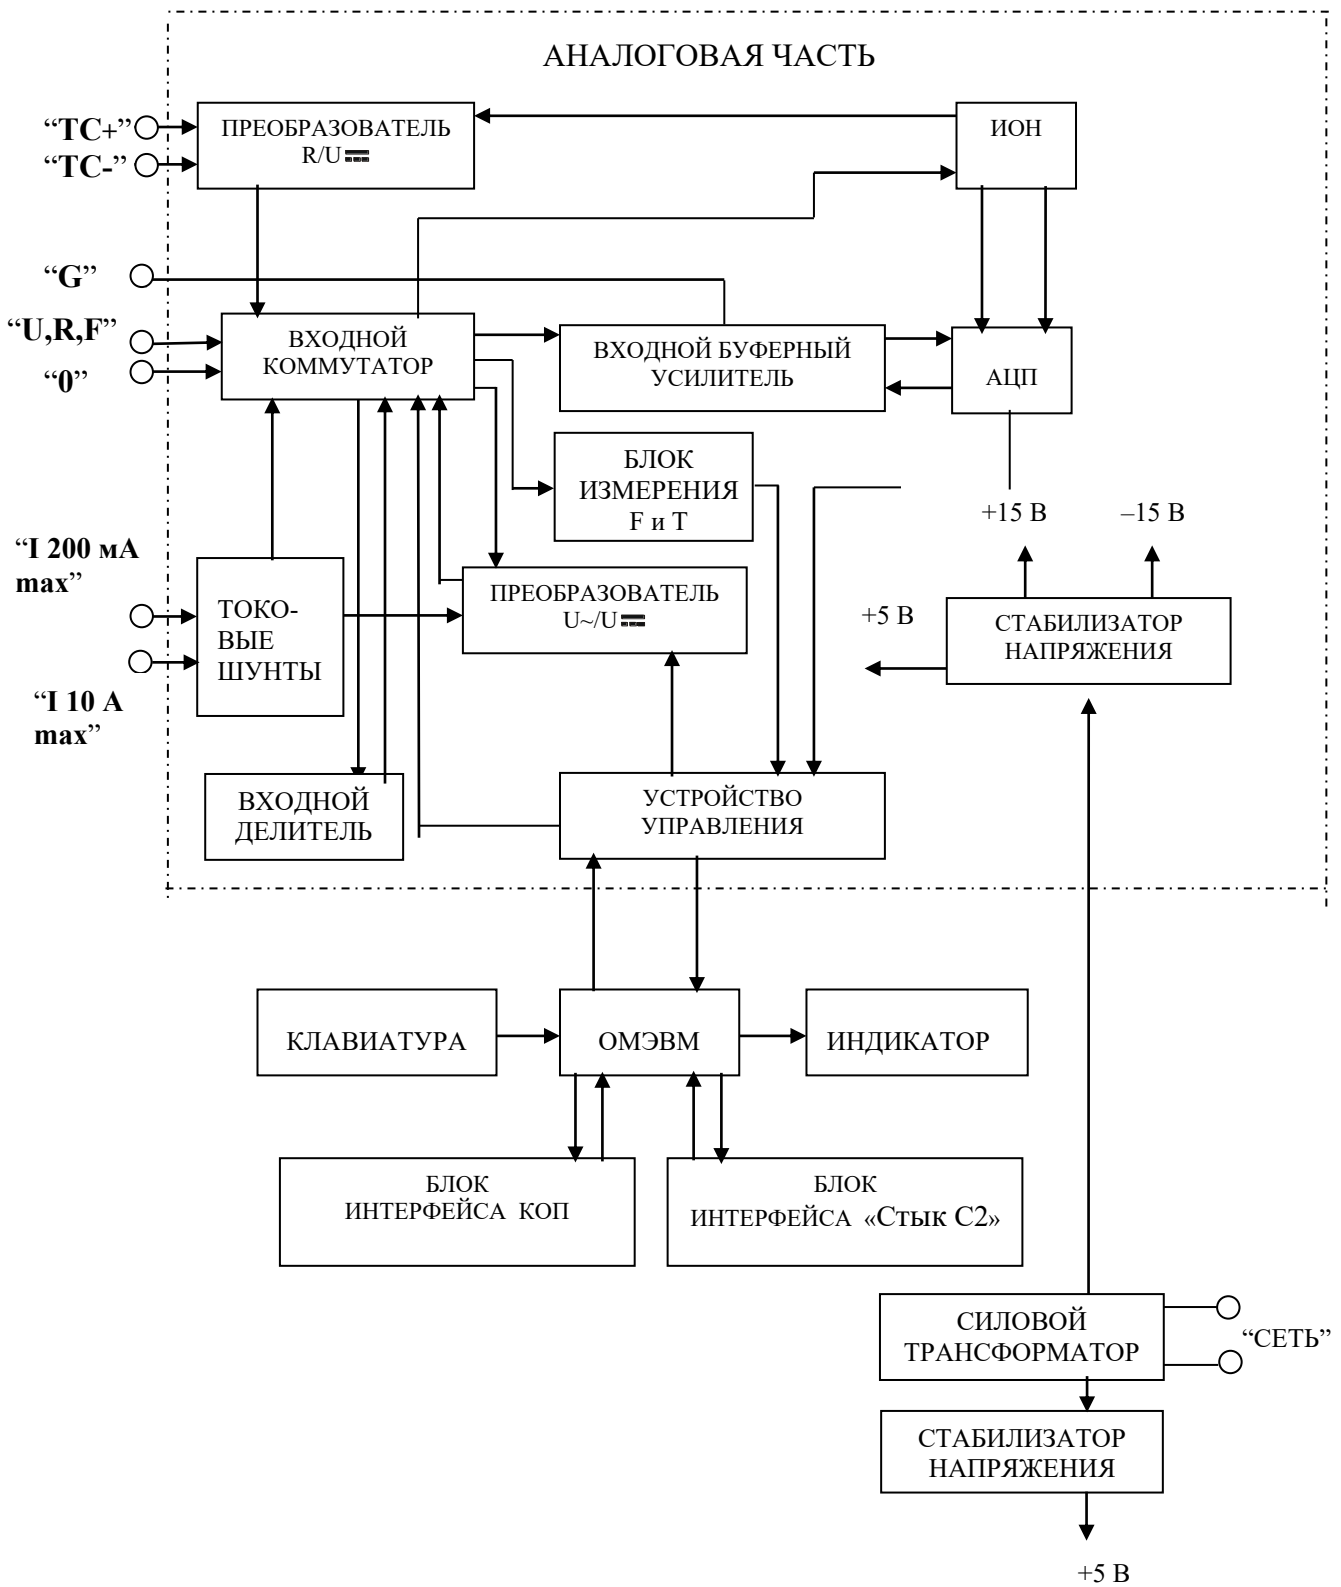 АНАЛОГОВАЯ ЧАСТЬ
“ТС+”
“ТС-”
ПРЕОБРАЗОВАТЕЛЬ
R/U⎓
ИОН
“G”
“U,R,F”
“0”
ВХОДНОЙ
КОММУТАТОР
ВХОДНОЙ БУФЕРНЫЙ
УСИЛИТЕЛЬ
АЦП
БЛОК
ИЗМЕРЕНИЯ
F и T
+15 В
–15 В
“I 200 мА
max”
ТОКО-
ВЫЕ
ШУНТЫ
“I 10 А
max”
ПРЕОБРАЗОВАТЕЛЬ
U~/U⎓
+5 В
СТАБИЛИЗАТОР
НАПРЯЖЕНИЯ
ВХОДНОЙ
ДЕЛИТЕЛЬ
УСТРОЙСТВО
УПРАВЛЕНИЯ
КЛАВИАТУРА
ОМЭВМ
ИНДИКАТОР
БЛОК
ИНТЕРФЕЙСА КОП
БЛОК
ИНТЕРФЕЙСА «Стык С2»
СИЛОВОЙ
ТРАНСФОРМАТОР
“СЕТЬ”
СТАБИЛИЗАТОР
НАПРЯЖЕНИЯ
+5 В